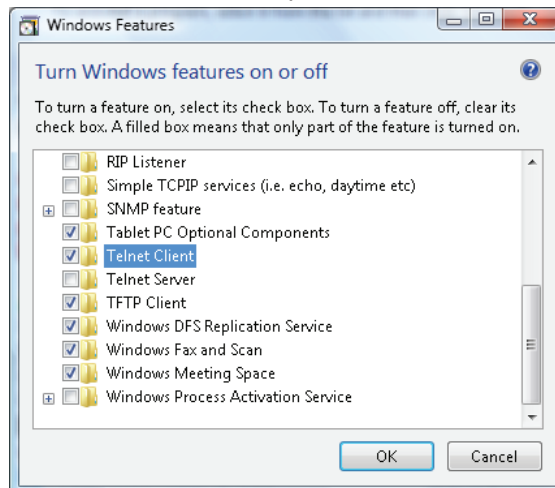 Windows Features
Turn Windows features on or off
To turn a feature on, select its check box. To turn a feature off, clear its
check box. A filled box means that only part of the feature is turned on.
RIP Listener
Simple TCPIP services (i.e. echo, daytime etc)
SNMP feature
Tablet PC Optional Components
Telnet Client
Telnet Server
TFTP Client
Windows DFS Replication Service
Windows Fax and Scan
Windows Meeting Space
Windows Process Activation Service
OK
Cancel